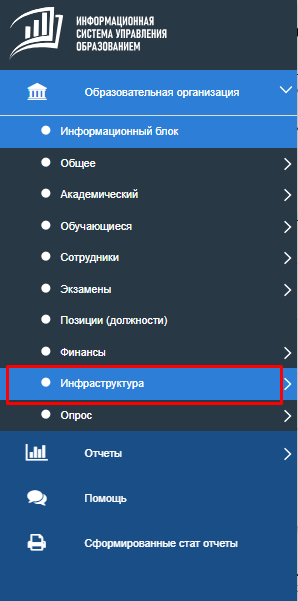 ИНФОРМАЦИОННАЯ
СИСТЕМА УПРАВЛЕНИЯ
ОБРАЗОВАНИЕМ
Образовательная организация
Информационный блок
Общее
Академический
Обучающиеся
Сотрудники
Экзамены
Позиции (должности)
Финансы
Инфраструктура
Опрос
Отчеты
Помощь
Сформированные стат отчеты